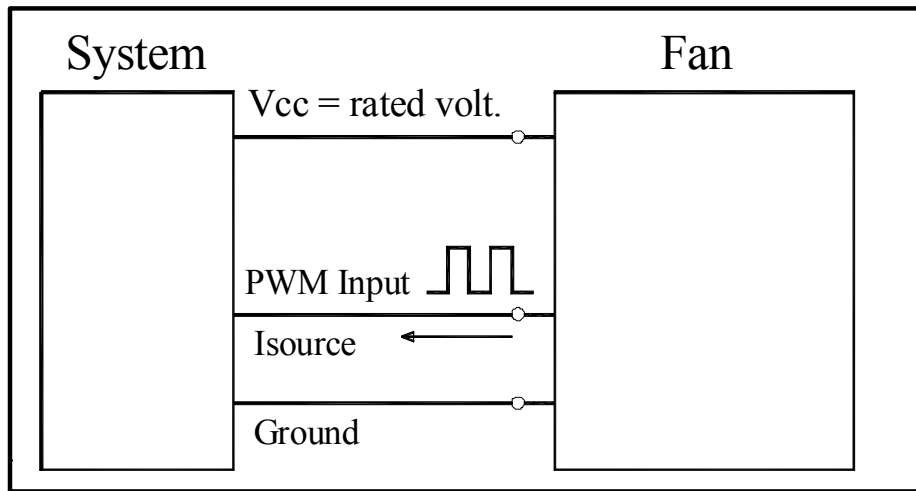 System
Fan
Vcc = rated volt.
PWM Input
Isource
Ground